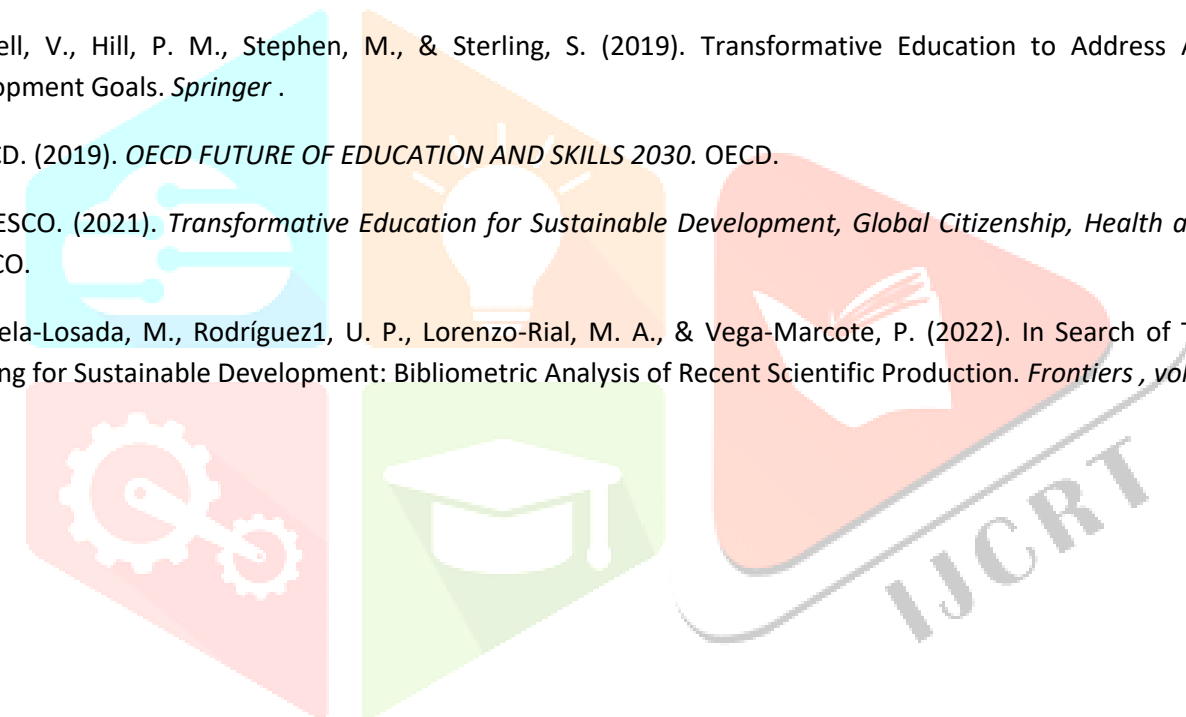 ell, V., Hill, P. M., Stephen, M., & Sterling, S. (2019). Transformative Education to Address A
opment Goals. Springer .
CD. (2019). OECD FUTURE OF EDUCATION AND SKILLS 2030. OECD.
ESCO. (2021). Transformative Education for Sustainable Development, Global Citizenship, Health a
CO.
ela-Losada, M., Rodríguez1, U. P., Lorenzo-Rial, M. A., & Vega-Marcote, P. (2022). In Search of T
ng for Sustainable Development: Bibliometric Analysis of Recent Scientific Production. Frontiers , vol
IJCRT